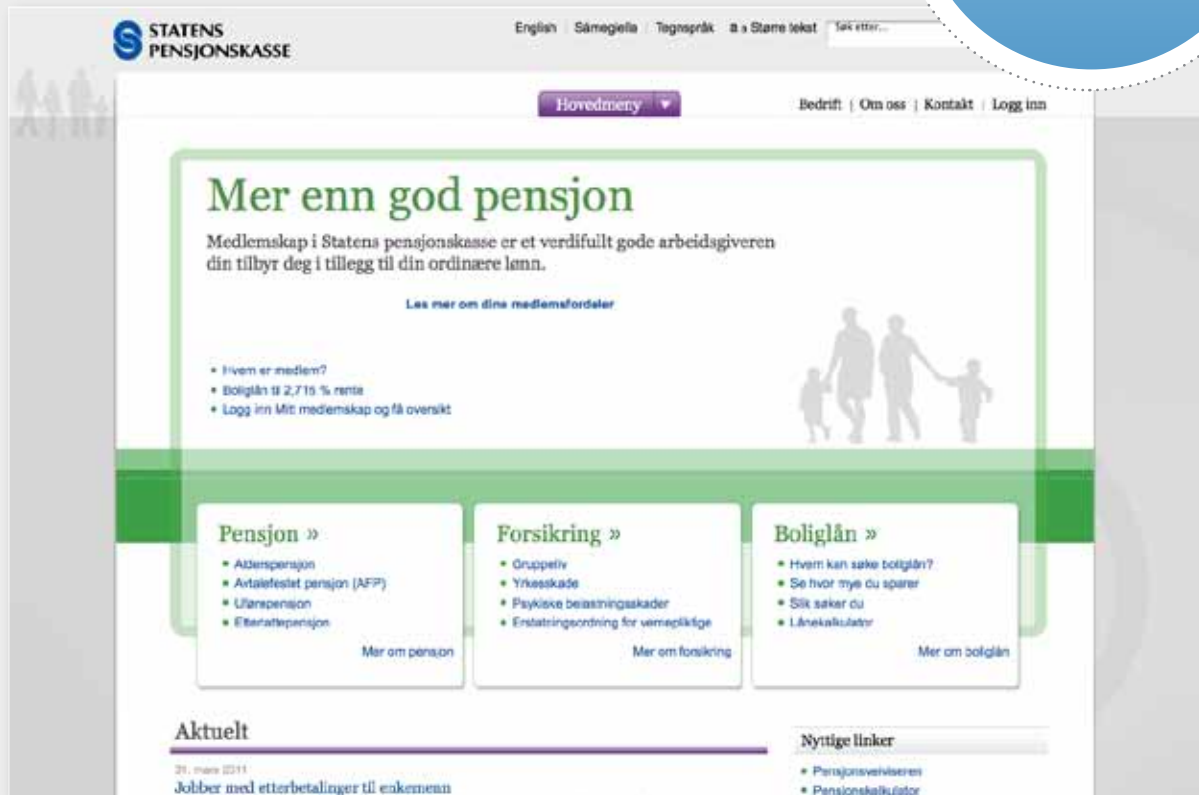 STATENS
PENSJONSKASSE
English Sámegiella Tegnspråk a a Større tekst Søk etter...
Hovedmeny
Bedrift | Om oss | Kontakt | Logg inn
Mer enn god pensjon
Medlemskap i Statens pensjonskasse er et verdifullt gode arbeidsgiveren
din tilbyr deg i tillegg til din ordinære lønn.
Les mer om dine medlemsfordeler
• Hvem er medlem?
• Boliglån til 2,715 % rente
• Logg inn Mitt medlemskap og få oversikt
Pensjon »
• Alderspensjon
• Avtalefestet pensjon (AFP)
• Uførepensjon
• Etterlattepensjon
Mer om pensjon
Forsikring »
• Gruppeliv
• Yrkesskade
• Psykiske belastningsskader
• Erstatningsordning for vernepliktige
Mer om forsikring
Boliglån »
• Hvem kan søke boliglån?
• Se hvor mye du sparer
• Slik søker du
• Lånekalkulator
Mer om boliglån
Aktuelt
31. mars 2011
Jobber med etterbetalinger til enkemenn
Nyttige linker
• Pensjonsveiviseren
• Pensjonskalkulator